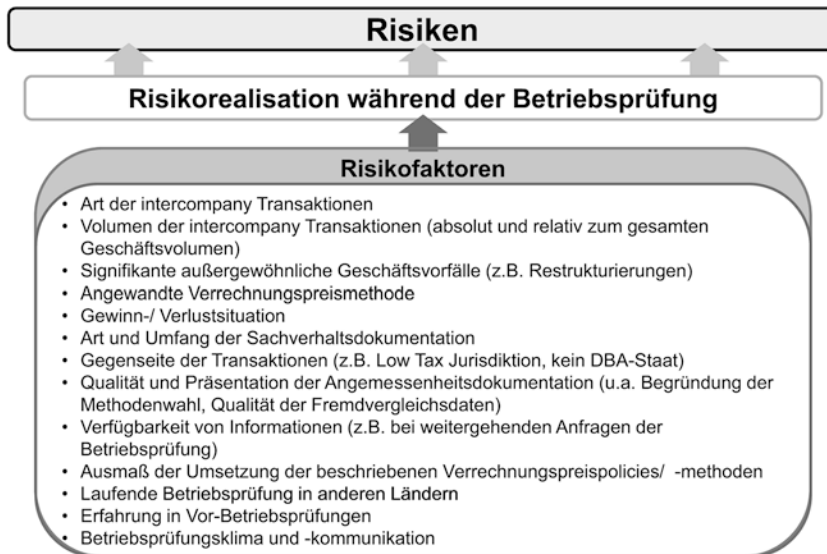 Risiken
Risikorealisation während der Betriebsprüfung
Risikofaktoren
• Art der intercompany Transaktionen
• Volumen der intercompany Transaktionen (absolut und relativ zum gesamten
Geschäftsvolumen)
• Signifikante außergewöhnliche Geschäftsvorfälle (z.B. Restrukturierungen)
• Angewandte Verrechnungspreismethode
• Gewinn-/ Verlustsituation
• Art und Umfang der Sachverhaltsdokumentation
• Gegenseite der Transaktionen (z.B. Low Tax Jurisdiktion, kein DBA-Staat)
• Qualität und Präsentation der Angemessenheitsdokumentation (u.a. Begründung der
Methodenwahl, Qualität der Fremdvergleichsdaten)
• Verfügbarkeit von Informationen (z.B. bei weitergehenden Anfragen der
Betriebsprüfung)
• Ausmaß der Umsetzung der beschriebenen Verrechnungspreispolicies/ -methoden
• Laufende Betriebsprüfung in anderen Ländern
• Erfahrung in Vor-Betriebsprüfungen
• Betriebsprüfungsklima und -kommunikation